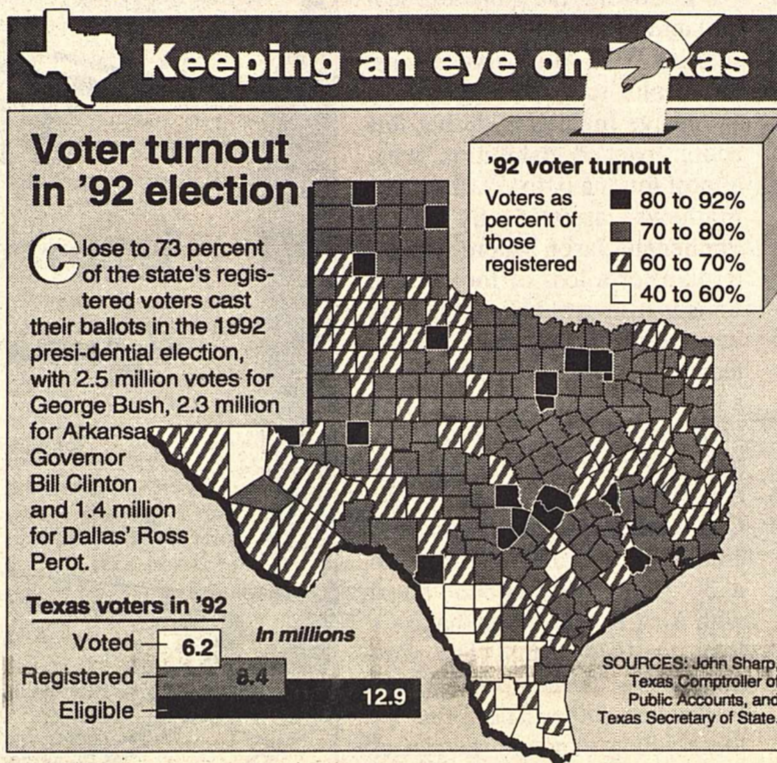 Keeping an eye on Texas
Voter turnout
in '92 election
Close to 73 percent
of the state's regis-
tered voters cast
their ballots in the 1992
presi-dential election,
with 2.5 million votes for
George Bush, 2.3 million
for Arkansas
Governor
Bill Clinton
and 1.4 million
for Dallas' Ross
Perot.
'92 voter turnout
Voters as
percent of
those
registered
80 to 92%
70 to 80%
60 to 70%
40 to 60%
Texas voters in '92
In millions
Voted 6.2
Registered 8.4
Eligible 12.9
SOURCES: John Sharp,
Texas Comptroller of
Public Accounts, and
Texas Secretary of State.